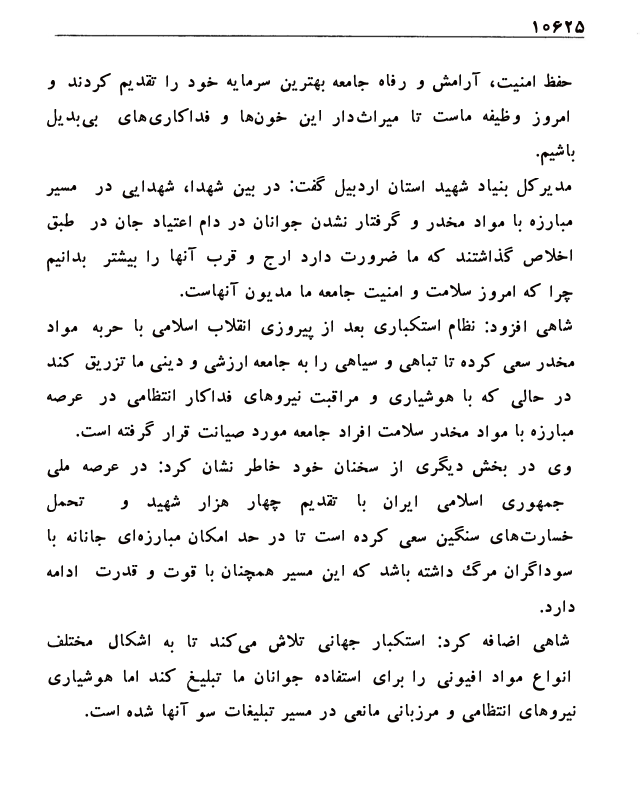 ۱۰۶۲۵
حفظ امنیت، آرامش و رفاه جامعه بهترین سرمایه خود را تقدیم کردند و
امروز وظیفه ماست تا میراث‌دار این خون‌ها و فداکاری‌های بی‌بدیل
باشیم.
مدیرکل بنیاد شهید استان اردبیل گفت: در بین شهدا، شهدایی در مسیر
مبارزه با مواد مخدر و گرفتار نشدن جوانان در دام اعتیاد جان در طبق
اخلاص گذاشتند که ما ضرورت دارد ارج و قرب آنها را بیشتر بدانیم
چرا که امروز سلامت و امنیت جامعه ما مدیون آنهاست.
شاهی افزود: نظام استکباری بعد از پیروزی انقلاب اسلامی با حربه مواد
مخدر سعی کرده تا تباهی و سیاهی را به جامعه ارزشی و دینی ما تزریق کند
در حالی که با هوشیاری و مراقبت نیروهای فداکار انتظامی در عرصه
مبارزه با مواد مخدر سلامت افراد جامعه مورد صیانت قرار گرفته است.
وی در بخش دیگری از سخنان خود خاطر نشان کرد: در عرصه ملی
جمهوری اسلامی ایران با تقدیم چهار هزار شهید و تحمل
خسارت‌های سنگین سعی کرده است تا در حد امکان مبارزه‌ای جانانه با
سوداگران مرگ داشته باشد که این مسیر همچنان با قوت و قدرت ادامه
دارد.
شاهی اضافه کرد: استکبار جهانی تلاش می‌کند تا به اشکال مختلف
انواع مواد افیونی را برای استفاده جوانان ما تبلیغ کند اما هوشیاری
نیروهای انتظامی و مرزبانی مانعی در مسیر تبلیغات سو آنها شده است.